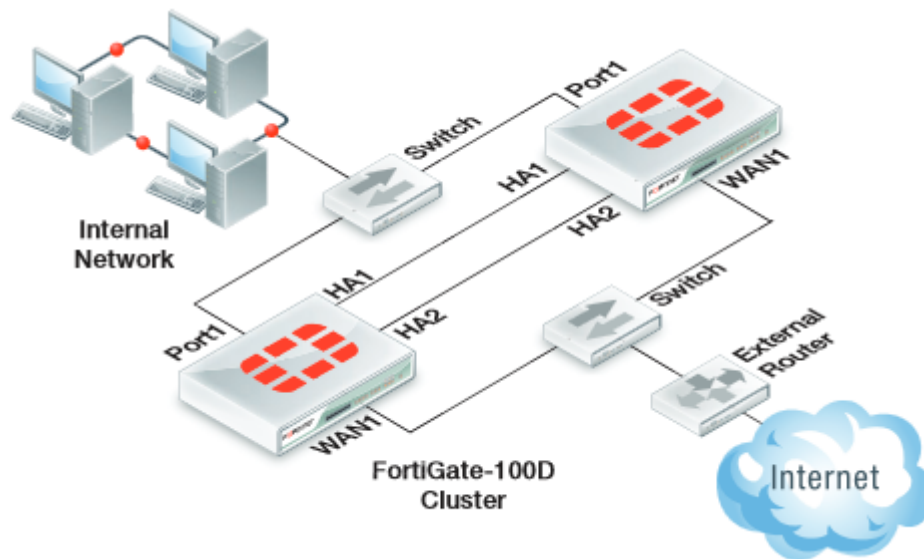 Port1
Switch
HA1
WAN1
HA2
Internal
Network
HA1
HA2
Switch
Port1
External
Router
WAN1
FortiGate-100D
Cluster
Internet